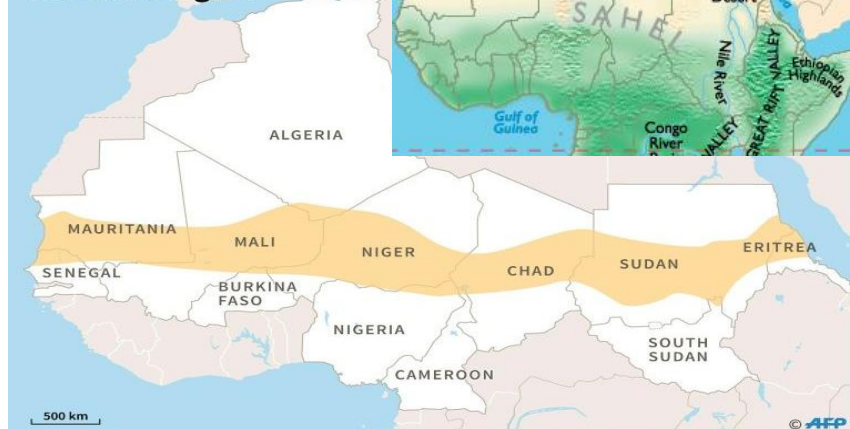 SAHEL
Nile River
GREAT RIFT VALLEY
Ethiopian
Highlands
Gulf of
Guinea
Congo
River
VALLEY
ALGERIA
MAURITANIA
MALI
NIGER
CHAD
SUDAN
ERITREA
SENEGAL
BURKINA
FASO
NIGERIA
SOUTH
SUDAN
CAMEROON
500 km
© AFP